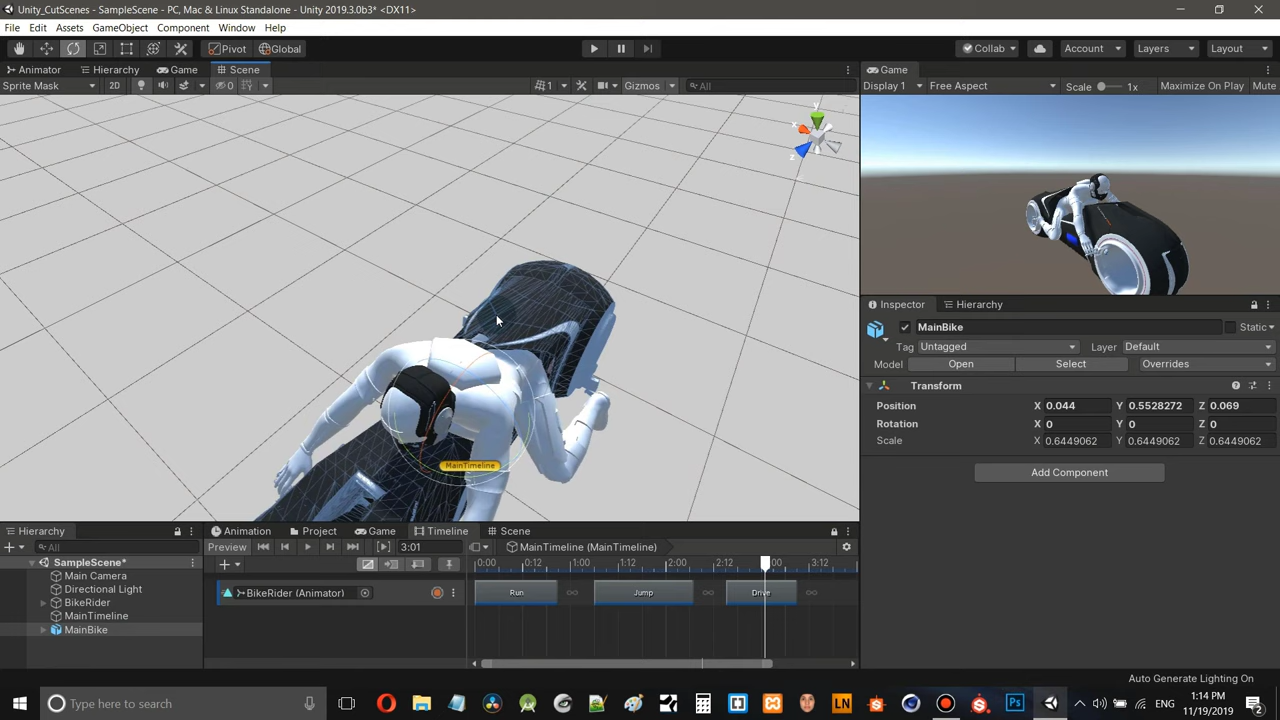 Unity_CutScenes - SampleScene - PC, Mac & Linux Standalone - Unity 2019.3.0b3* <DX11>
File Edit Assets GameObject Component Window Help
Pivot Global Collab Account Layers Layout
Animator Hierarchy Game Scene Game
Sprite Mask 2D 0 1 Gizmos All Display 1 Free Aspect Scale 1x Maximize On Play Mute
y
x
z
MainTimeline
Inspector Hierarchy
MainBike Static
Tag Untagged Layer Default
Model Open Select Overrides
Transform
Position X 0.044 Y 0.5528272 Z 0.069
Rotation X 0 Y 0 Z 0
Scale X 0.6449062 Y 0.6449062 Z 0.6449062
Add Component
Hierarchy Animation Project Game Timeline Scene
All Preview 3:01 MainTimeline (MainTimeline)
SampleScene* 0:00 0:12 1:00 1:12 2:00 2:12 :00 3:12
Main Camera
Directional Light BikeRider (Animator) Run Jump Drive
BikeRider
MainTimeline
MainBike
Auto Generate Lighting On
Type here to search LN Ps ENG 1:14 PM
11/19/2019 2